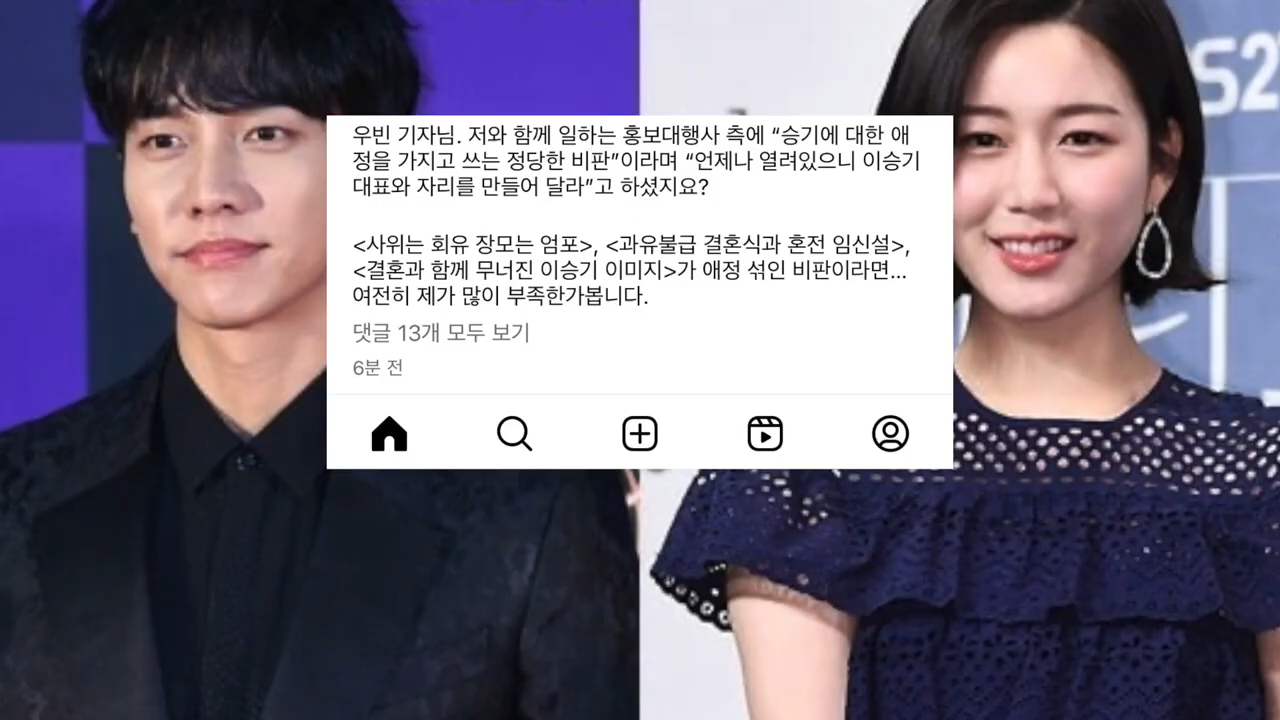 우빈 기자님. 저와 함께 일하는 홍보대행사 측에 “승기에 대한 애
정을 가지고 쓰는 정당한 비판”이라며 “언제나 열려있으니 이승기
대표와 자리를 만들어 달라”고 하셨지요?
<사위는 회유 장모는 엄포>, <과유불급 결혼식과 혼전 임신설>,
<결혼과 함께 무너진 이승기 이미지>가 애정 섞인 비판이라면...
여전히 제가 많이 부족한가봅니다.
댓글 13개 모두 보기
6분 전
S2